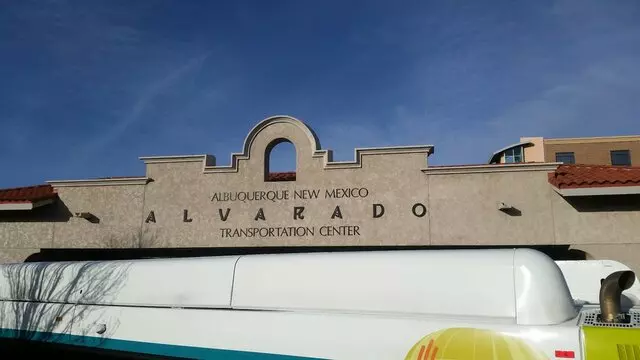 ALBUQUERQUE NEW MEXICO
ALVARADO
TRANSPORTATION CENTER